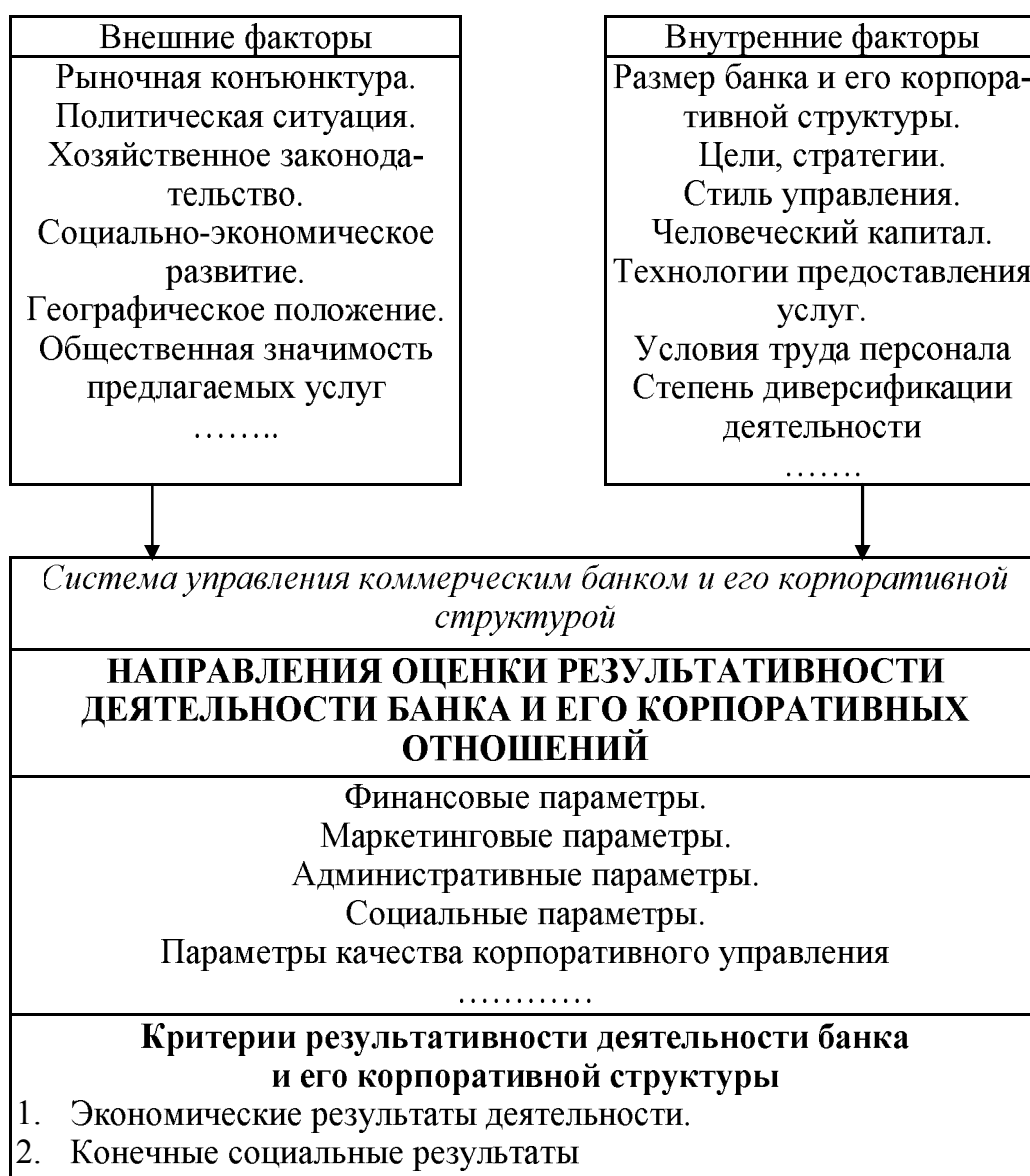 Внешние факторы
Рыночная конъюнктура.
Политическая ситуация.
Хозяйственное законода-
тельство.
Социально-экономическое
развитие.
Географическое положение.
Общественная значимость
предлагаемых услуг
……..
Внутренние факторы
Размер банка и его корпора-
тивной структуры.
Цели, стратегии.
Стиль управления.
Человеческий капитал.
Технологии предоставления
услуг.
Условия труда персонала
Степень диверсификации
деятельности
…….
Система управления коммерческим банком и его корпоративной
структурой
НАПРАВЛЕНИЯ ОЦЕНКИ РЕЗУЛЬТАТИВНОСТИ
ДЕЯТЕЛЬНОСТИ БАНКА И ЕГО КОРПОРАТИВНЫХ
ОТНОШЕНИЙ
Финансовые параметры.
Маркетинговые параметры.
Административные параметры.
Социальные параметры.
Параметры качества корпоративного управления
…………
Критерии результативности деятельности банка
и его корпоративной структуры
1. Экономические результаты деятельности.
2. Конечные социальные результаты